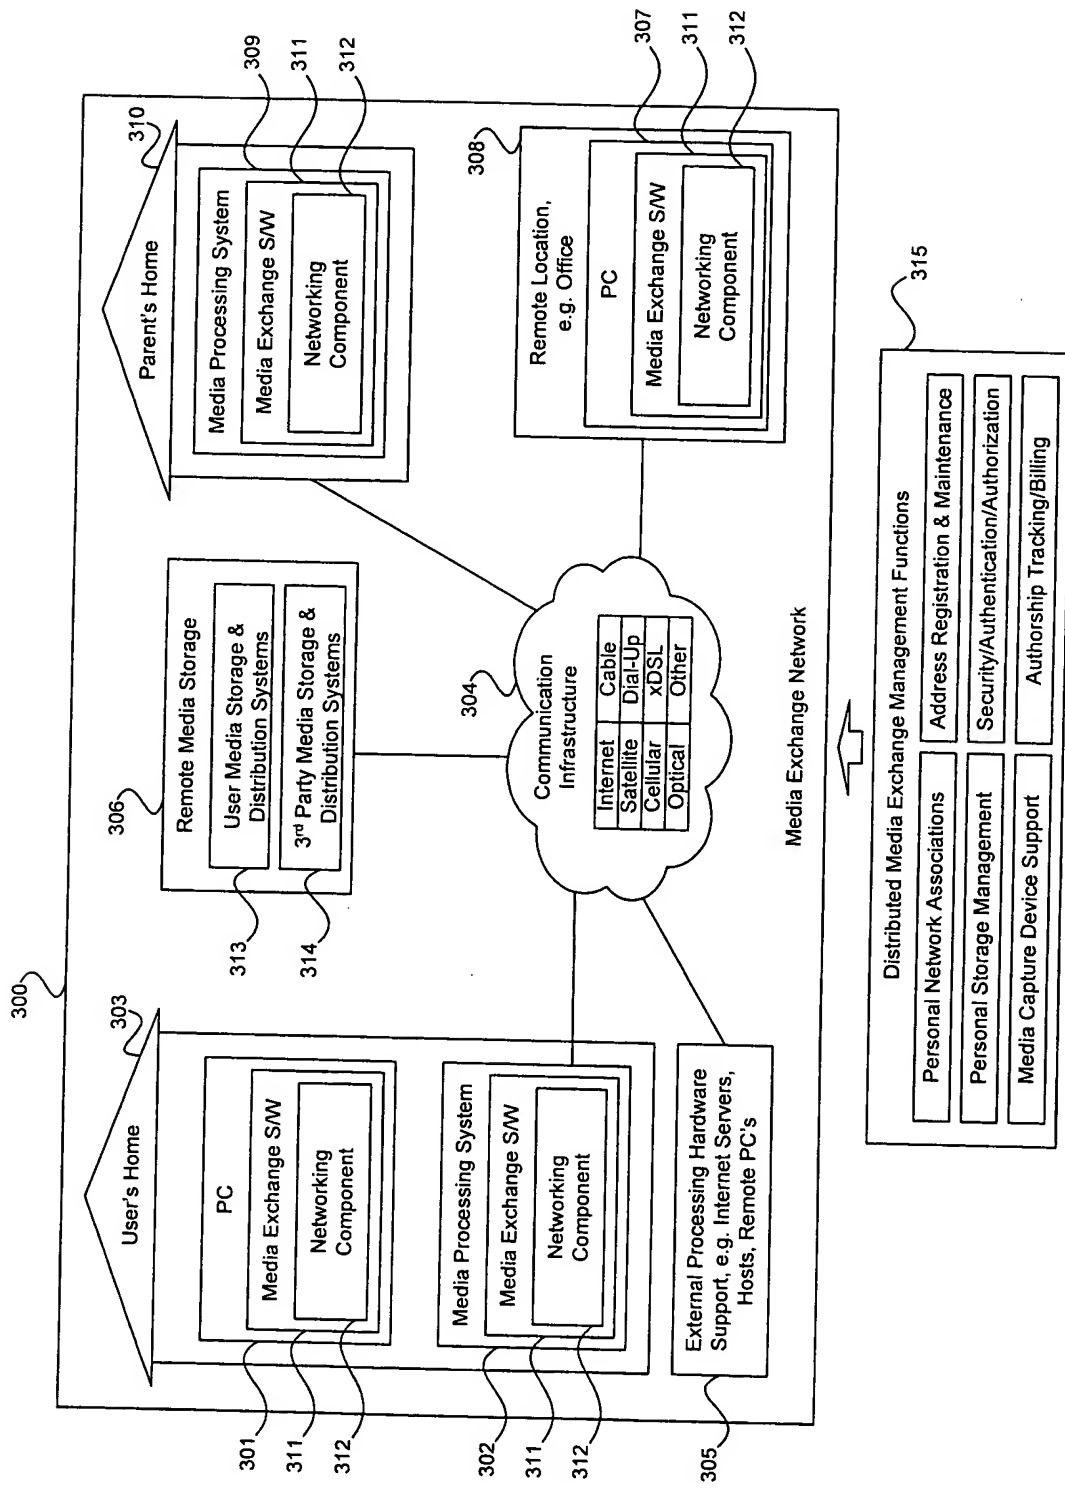 300
303
User's Home
PC
Media Exchange S/W
Networking
Component
301
311
312
Media Processing System
Media Exchange S/W
Networking
Component
302
311
312
External Processing Hardware
Support, e.g. Internet Servers,
Hosts, Remote PC's
305
306
Remote Media Storage
User Media Storage &
Distribution Systems
3rd Party Media Storage &
Distribution Systems
313
314
304
Communication
Infrastructure
Internet Cable
Satellite Dial-Up
Cellular xDSL
Optical Other
310
Parent's Home
Media Processing System
Media Exchange S/W
Networking
Component
309
311
312
308
Remote Location,
e.g. Office
PC
Media Exchange S/W
Networking
Component
307
311
312
Media Exchange Network
315
Distributed Media Exchange Management Functions
Personal Network Associations Address Registration & Maintenance
Personal Storage Management Security/Authentication/Authorization
Media Capture Device Support Authorship Tracking/Billing